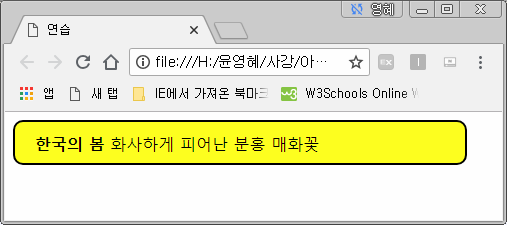 영혜
연습
file:///H:/윤영혜/사강/아…
EX
앱 새 탭 IE에서 가져온 북마크 W3Schools Online W
한국의 봄 화사하게 피어난 분홍 매화꽃